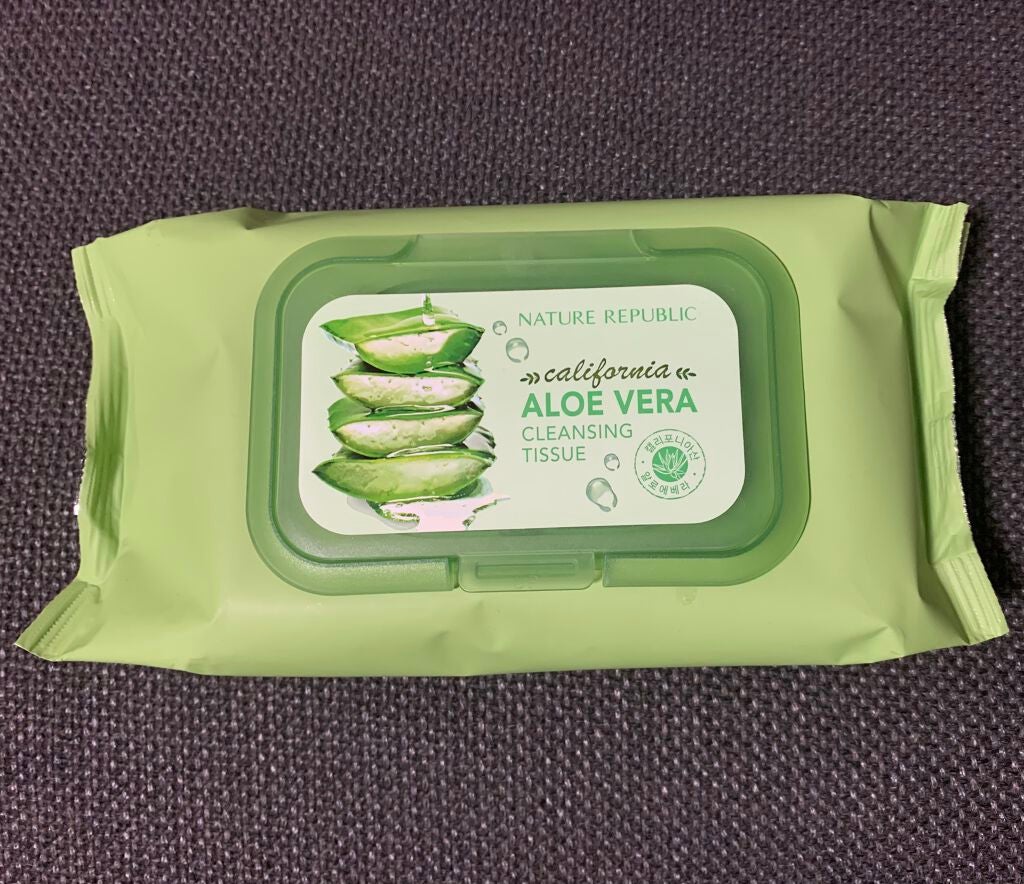 NATURE REPUBLIC
california
ALOE VERA
CLEANSING
TISSUE
캘리포니아산
알로에베라